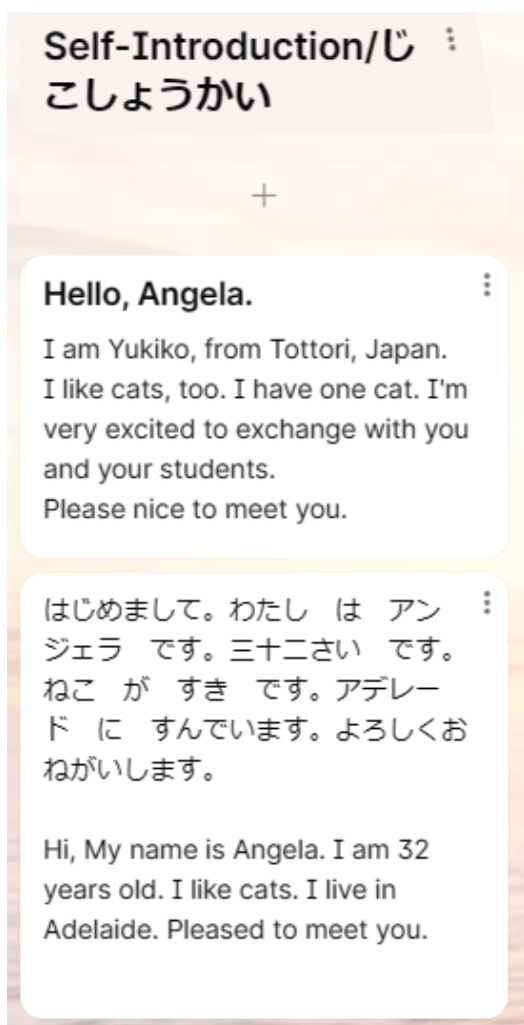 Self-Introduction/じ
こしょうかい
+
Hello, Angela.
I am Yukiko, from Tottori, Japan.
I like cats, too. I have one cat. I'm
very excited to exchange with you
and your students.
Please nice to meet you.
はじめまして。わたし　は　アン
ジェラ　です。三十二さい　です。
ねこ　が　すき　です。アデレー
ド　に　すんでいます。よろしくお
ねがいします。
Hi, My name is Angela. I am 32
years old. I like cats. I live in
Adelaide. Pleased to meet you.